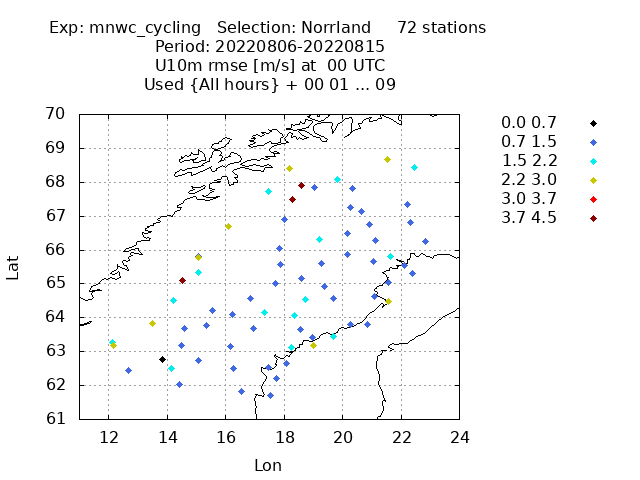 Exp: mnwc_cycling   Selection: Norrland     72 stations
Period: 20220806-20220815
U10m rmse [m/s] at  00 UTC
Used {All hours} + 00 01 ... 09
70
69
68
67
66
65
64
63
62
61
Lat
12 14 16 18 20 22 24
Lon
0.0 0.7
0.7 1.5
1.5 2.2
2.2 3.0
3.0 3.7
3.7 4.5